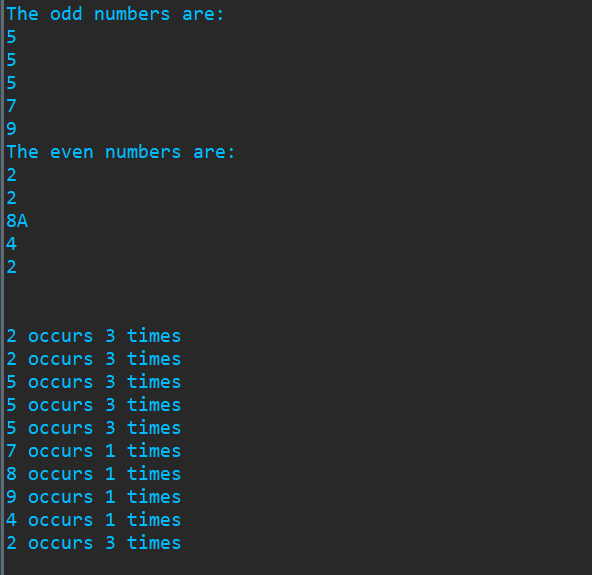 The odd numbers are:
5
5
5
7
9
The even numbers are:
2
2
8A
4
2
2 occurs 3 times
2 occurs 3 times
5 occurs 3 times
5 occurs 3 times
5 occurs 3 times
7 occurs 1 times
8 occurs 1 times
9 occurs 1 times
4 occurs 1 times
2 occurs 3 times